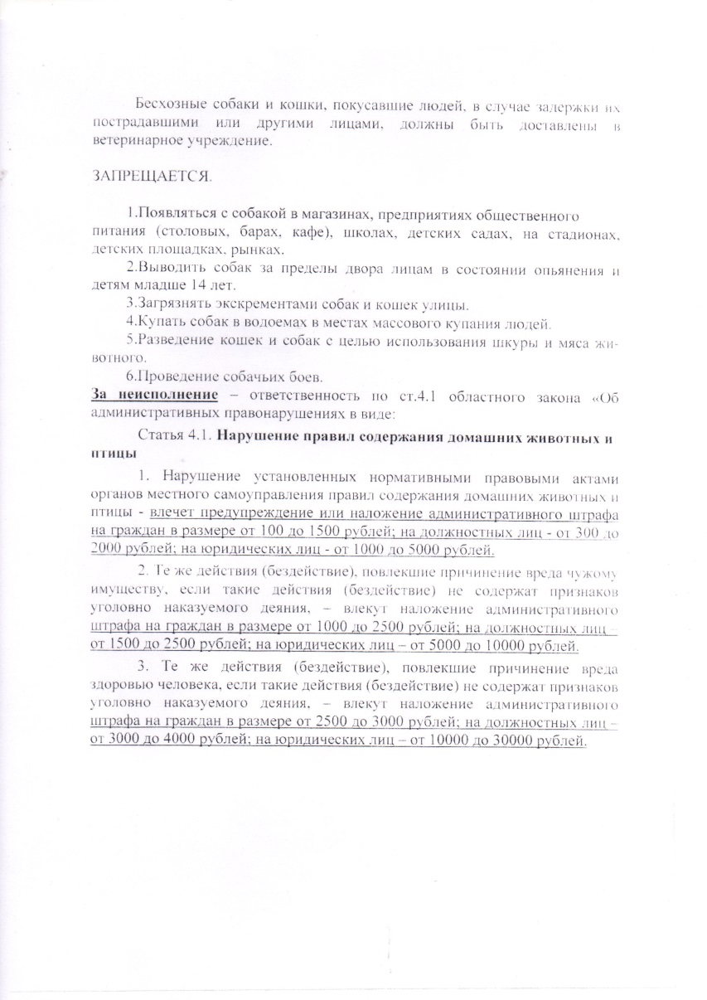 Бесхозные собаки и кошки, покусавшие людей, в случае задержки их
пострадавшими или другими лицами, должны быть доставлены в
ветеринарное учреждение.
ЗАПРЕЩАЕТСЯ.
1.Появляться с собакой в магазинах, предприятиях общественного
питания (столовых, барах, кафе), школах, детских садах, на стадионах,
детских площадках, рынках.
2.Выводить собак за пределы двора лицам в состоянии опьянения и
детям младше 14 лет.
3.Загрязнять экскрементами собак и кошек улицы.
4.Купать собак в водоемах в местах массового купания людей.
5.Разведение кошек и собак с целью использования шкуры и мяса жи-
вотного.
6.Проведение собачьих боев.
За неисполнение – ответственность по ст.4.1 областного закона «Об
административных правонарушениях в виде:
Статья 4.1. Нарушение правил содержания домашних животных и
птицы
1. Нарушение установленных нормативными правовыми актами
органов местного самоуправления правил содержания домашних животных и
птицы - влечет предупреждение или наложение административного штрафа
на граждан в размере от 100 до 1500 рублей; на должностных лиц - от 300 до
2000 рублей; на юридических лиц - от 1000 до 5000 рублей.
2. Те же действия (бездействие), повлекшие причинение вреда чужому
имуществу, если такие действия (бездействие) не содержат признаков
уголовно наказуемого деяния, – влекут наложение административного
штрафа на граждан в размере от 1000 до 2500 рублей; на должностных лиц –
от 1500 до 2500 рублей; на юридических лиц – от 5000 до 10000 рублей.
3. Те же действия (бездействие), повлекшие причинение вреда
здоровью человека, если такие действия (бездействие) не содержат признаков
уголовно наказуемого деяния, – влекут наложение административного
штрафа на граждан в размере от 2500 до 3000 рублей; на должностных лиц –
от 3000 до 4000 рублей; на юридических лиц – от 10000 до 30000 рублей.